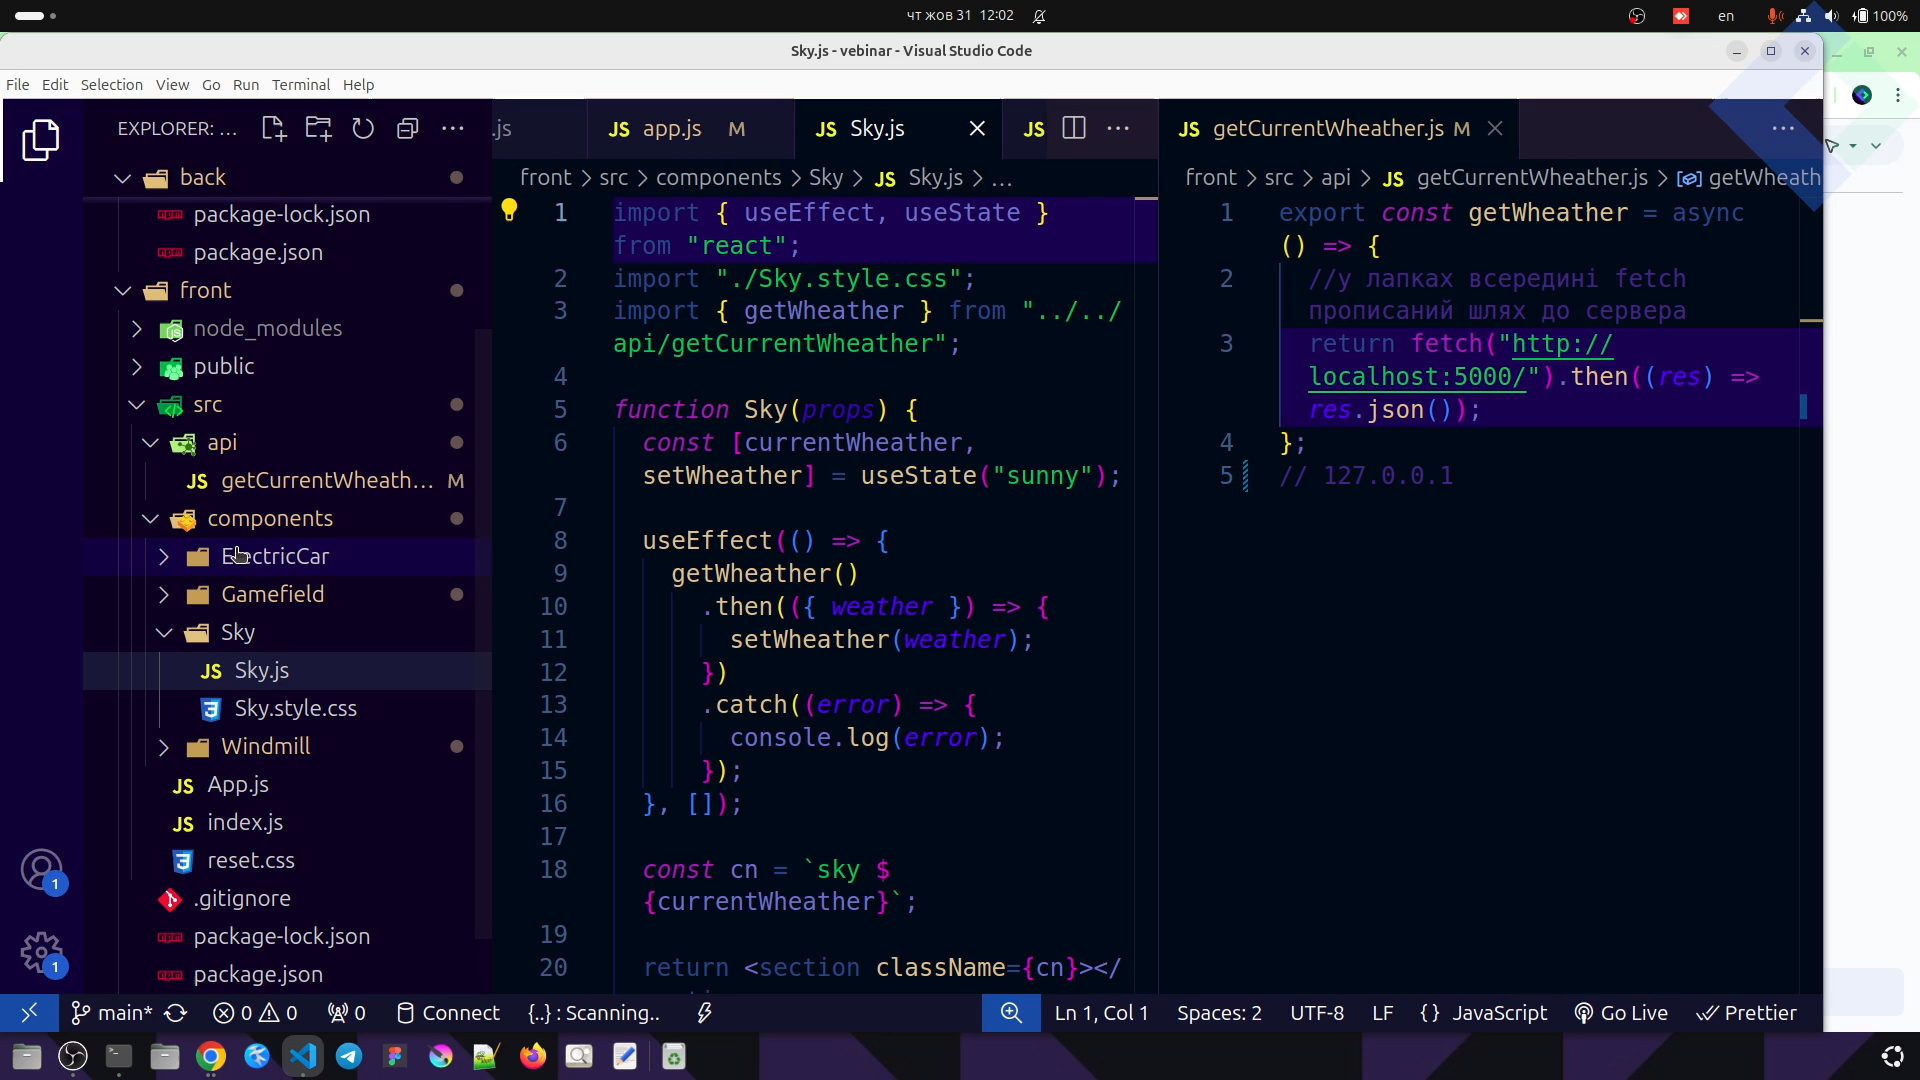 чт жов 31 12:02
en
100%
Sky.js - vebinar - Visual Studio Code
File Edit Selection View Go Run Terminal Help
EXPLORER: ...
back
package-lock.json
package.json
front
node_modules
public
src
api
JS getCurrentWheath... M
components
ElectricCar
Gamefield
Sky
JS Sky.js
Sky.style.css
Windmill
JS App.js
JS index.js
reset.css
.gitignore
package-lock.json
package.json
1
1
.js
JS app.js M
JS Sky.js
JS
front > src > components > Sky > JS Sky.js > ...
1 import { useEffect, useState }
from "react";
2 import "./Sky.style.css";
3 import { getWheather } from "../../
api/getCurrentWheather";
4
5 function Sky(props) {
6 const [currentWheather,
setWheather] = useState("sunny");
7
8 useEffect(() => {
9 getWheather()
10 .then(({ weather }) => {
11 setWheather(weather);
12 })
13 .catch((error) => {
14 console.log(error);
15 });
16 }, []);
17
18 const cn = `sky $
{currentWheather}`;
19
20 return <section className={cn}></
JS getCurrentWheather.js M
front > src > api > JS getCurrentWheather.js > getWheath
1 export const getWheather = async
() => {
2 //у лапках всередині fetch
прописаний шлях до сервера
3 return fetch("http://
localhost:5000/").then((res) =>
res.json());
4 };
5 // 127.0.0.1
main* 0 0 0 Connect {..} : Scanning.. Ln 1, Col 1 Spaces: 2 UTF-8 LF {} JavaScript Go Live Prettier